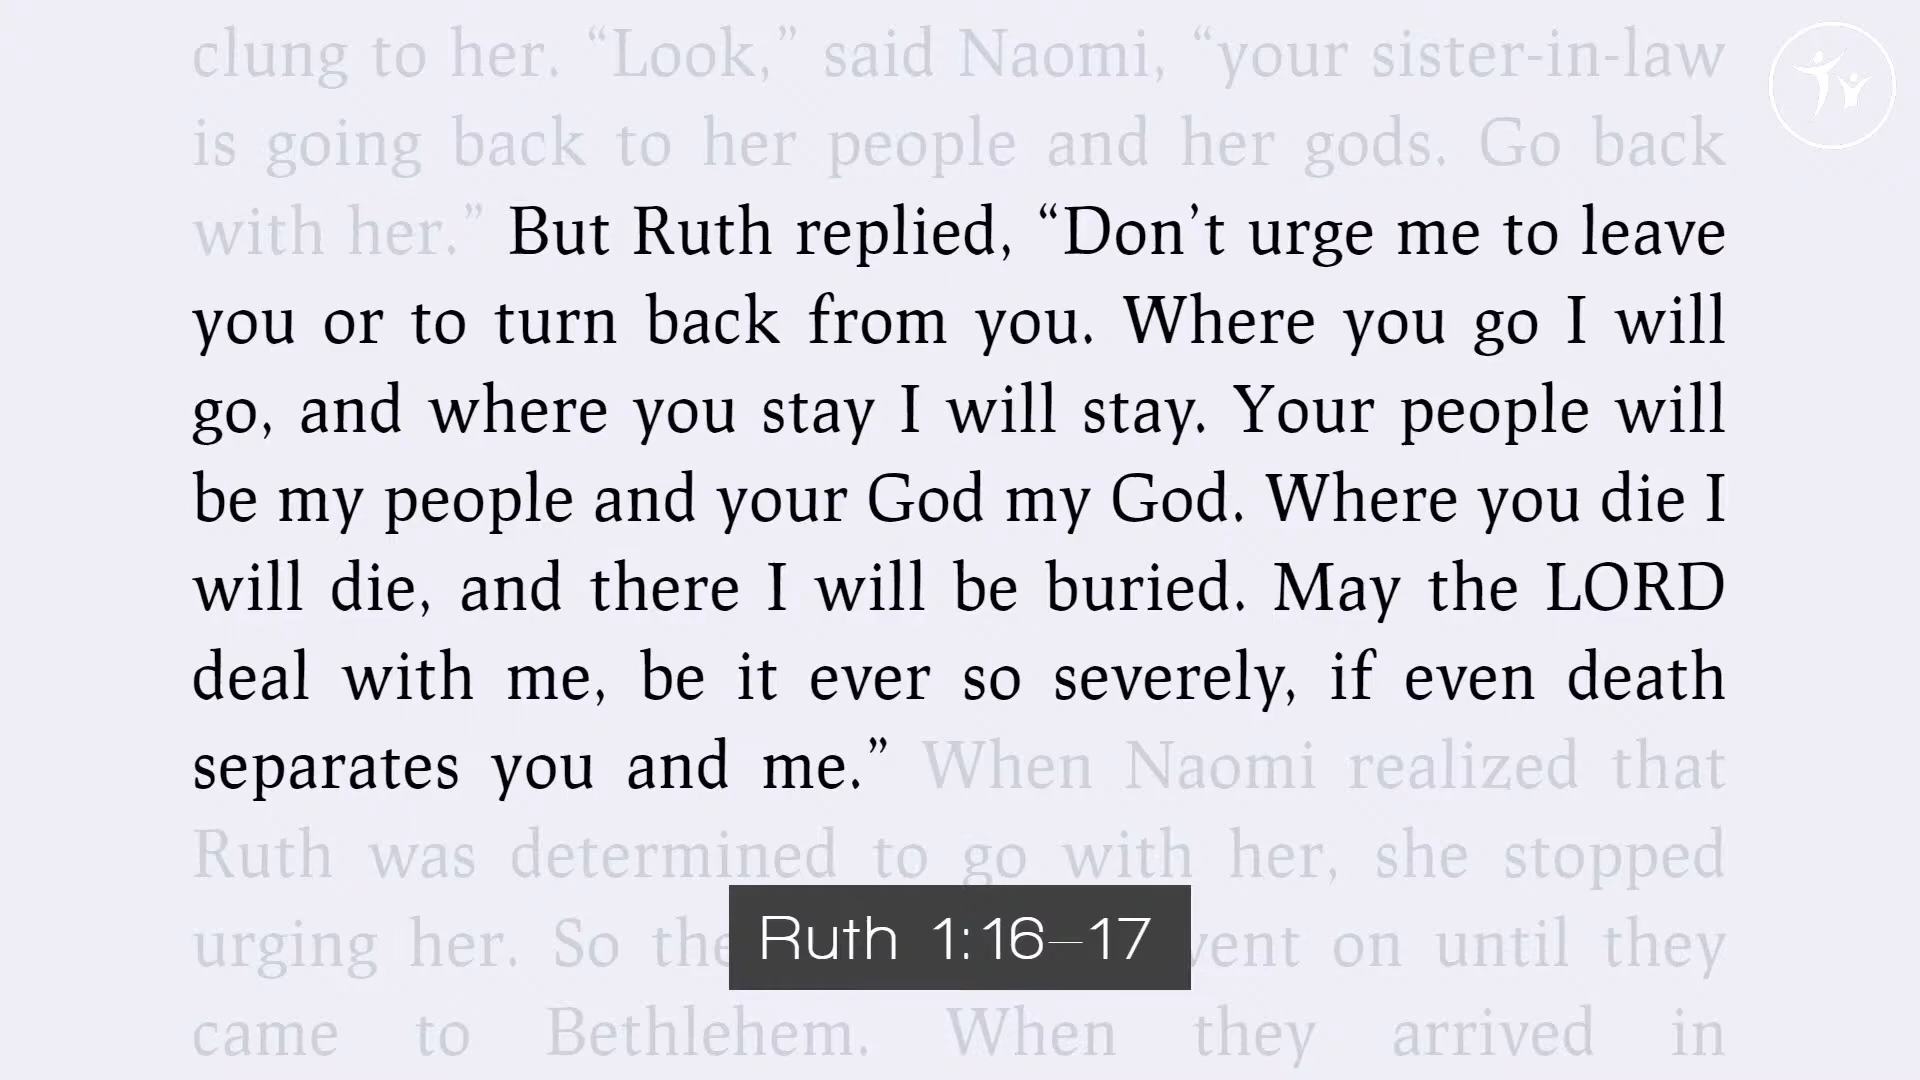 clung to her. “Look,” said Naomi, “your sister-in-law
is going back to her people and her gods. Go back
with her.” But Ruth replied, “Don’t urge me to leave
you or to turn back from you. Where you go I will
go, and where you stay I will stay. Your people will
be my people and your God my God. Where you die I
will die, and there I will be buried. May the LORD
deal with me, be it ever so severely, if even death
separates you and me.” When Naomi realized that
Ruth was determined to go with her, she stopped
urging her. So the on until they
Ruth 1:16–17
came to Bethlehem. When they arrived in